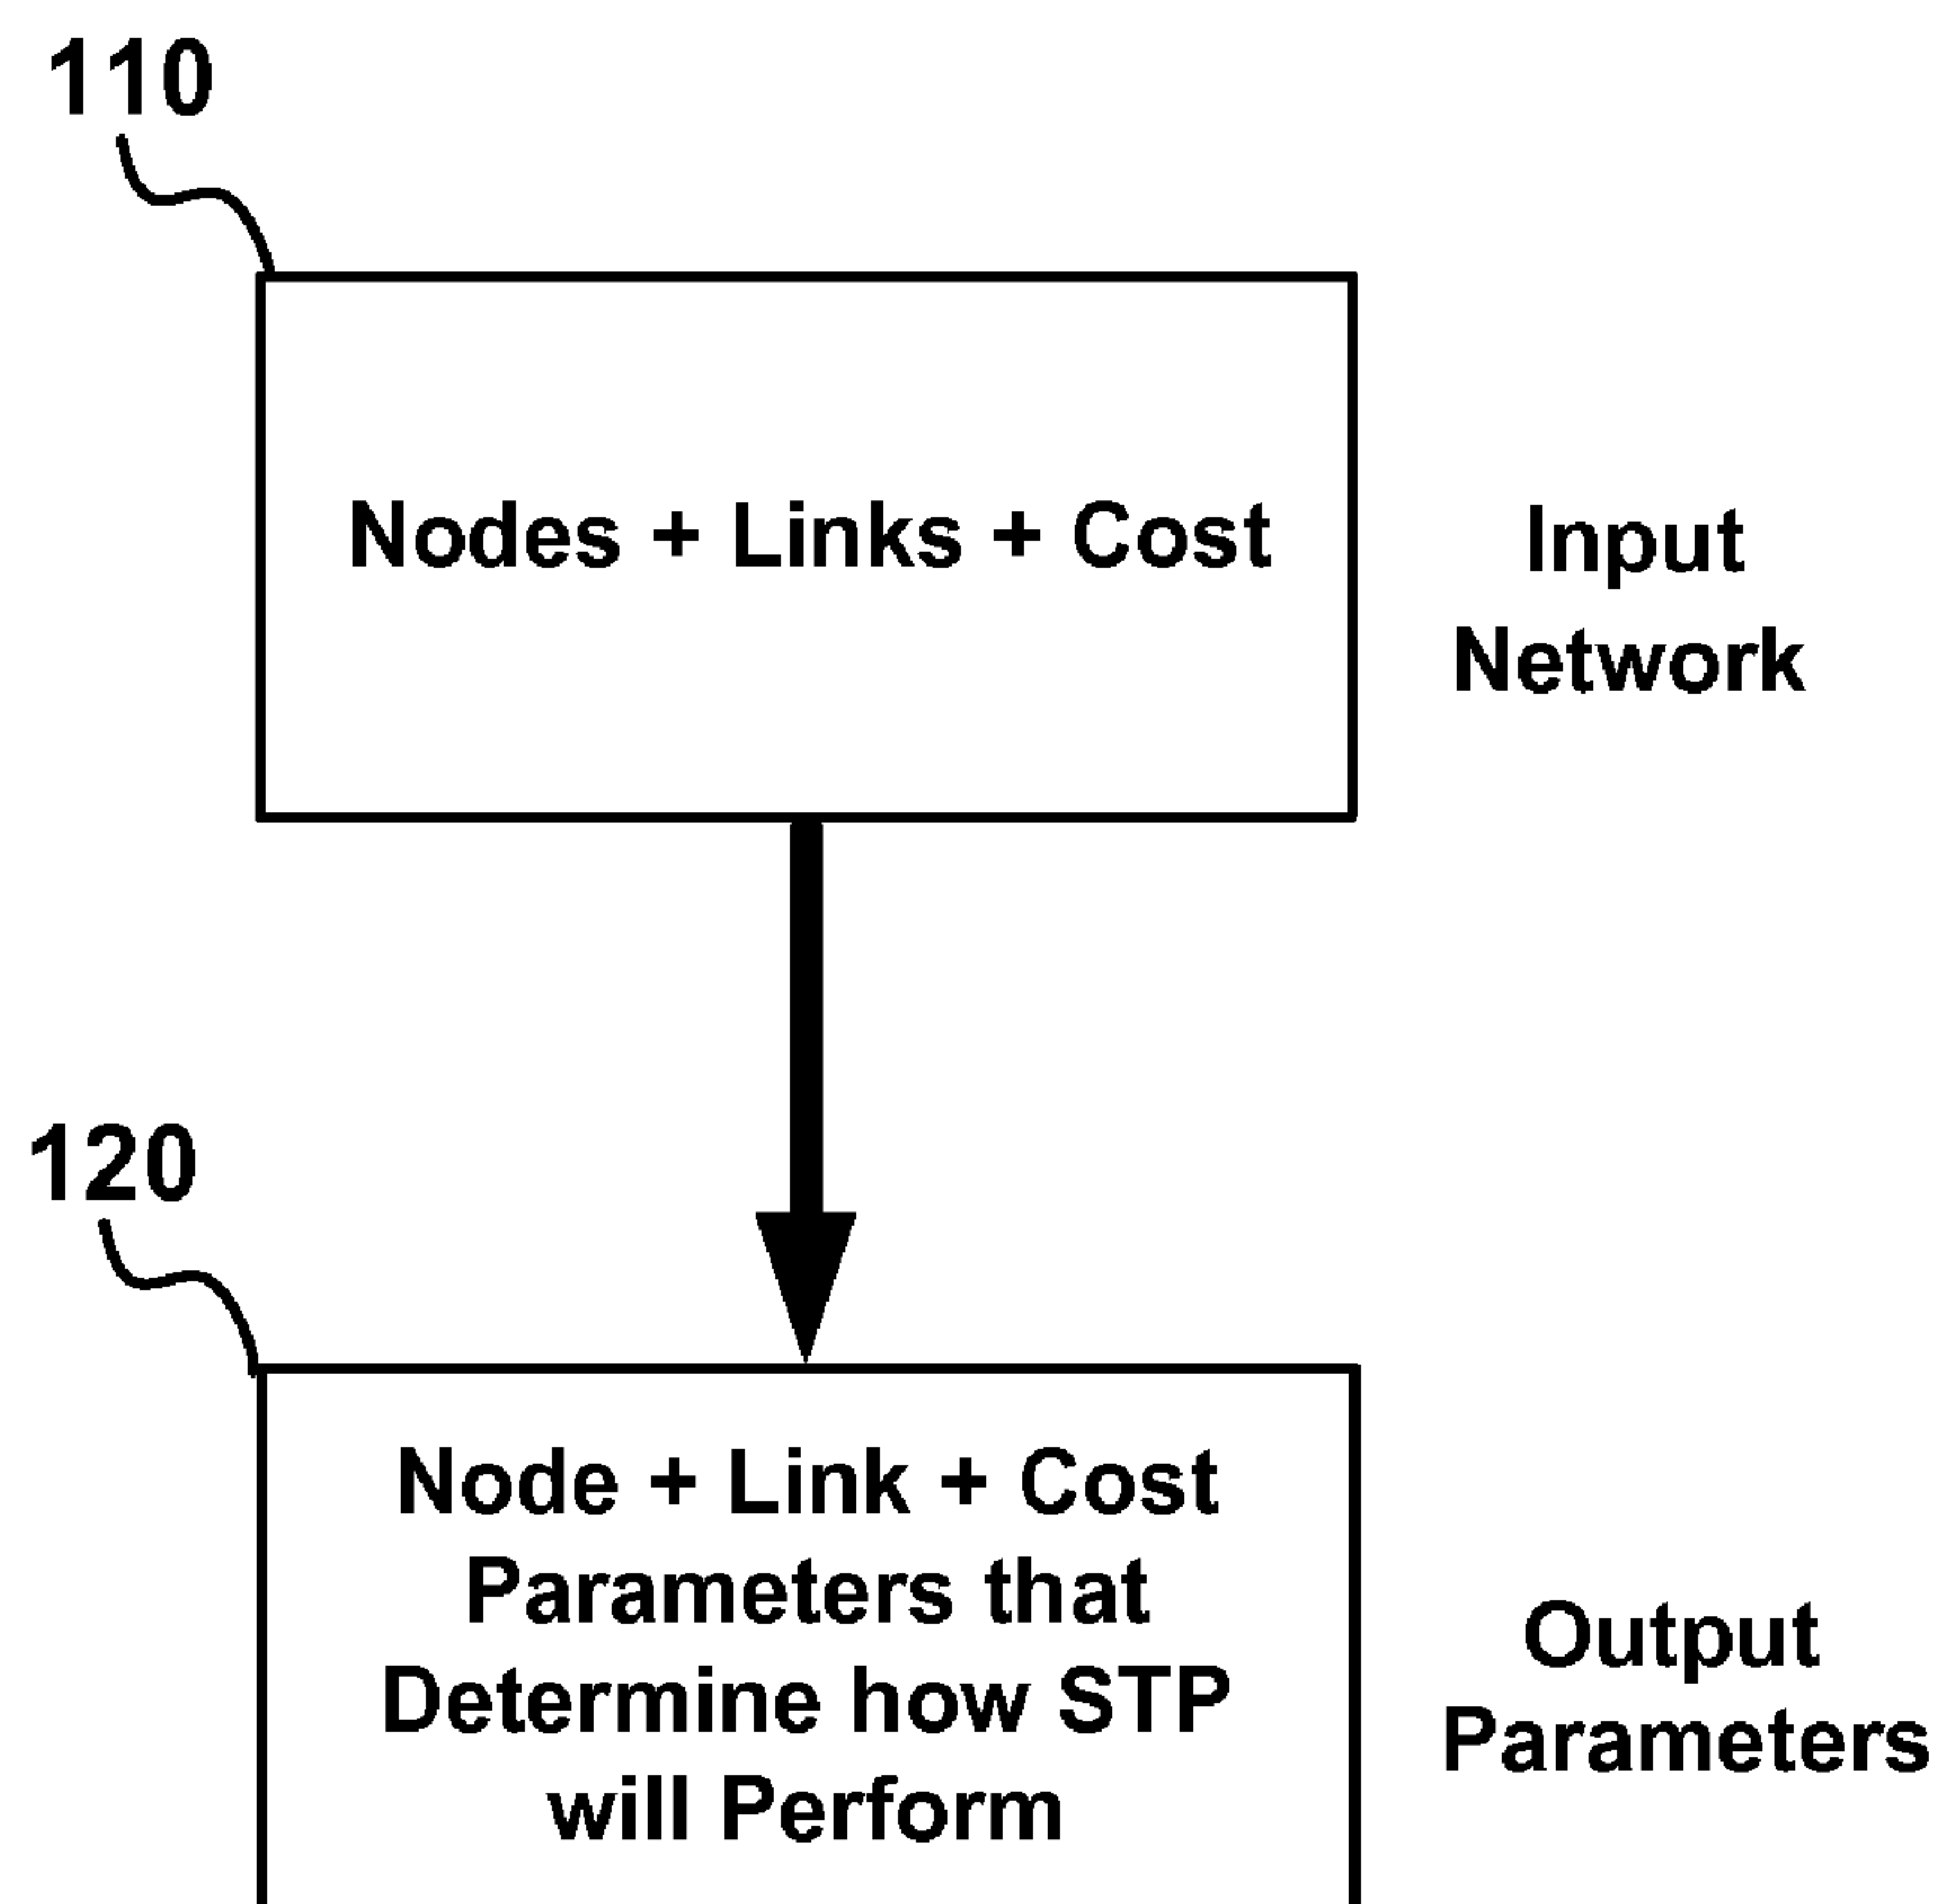 110
Nodes + Links + Cost
Input
Network
120
Node + Link + Cost
Parameters that
Determine how STP
will Perform
Output
Parameters